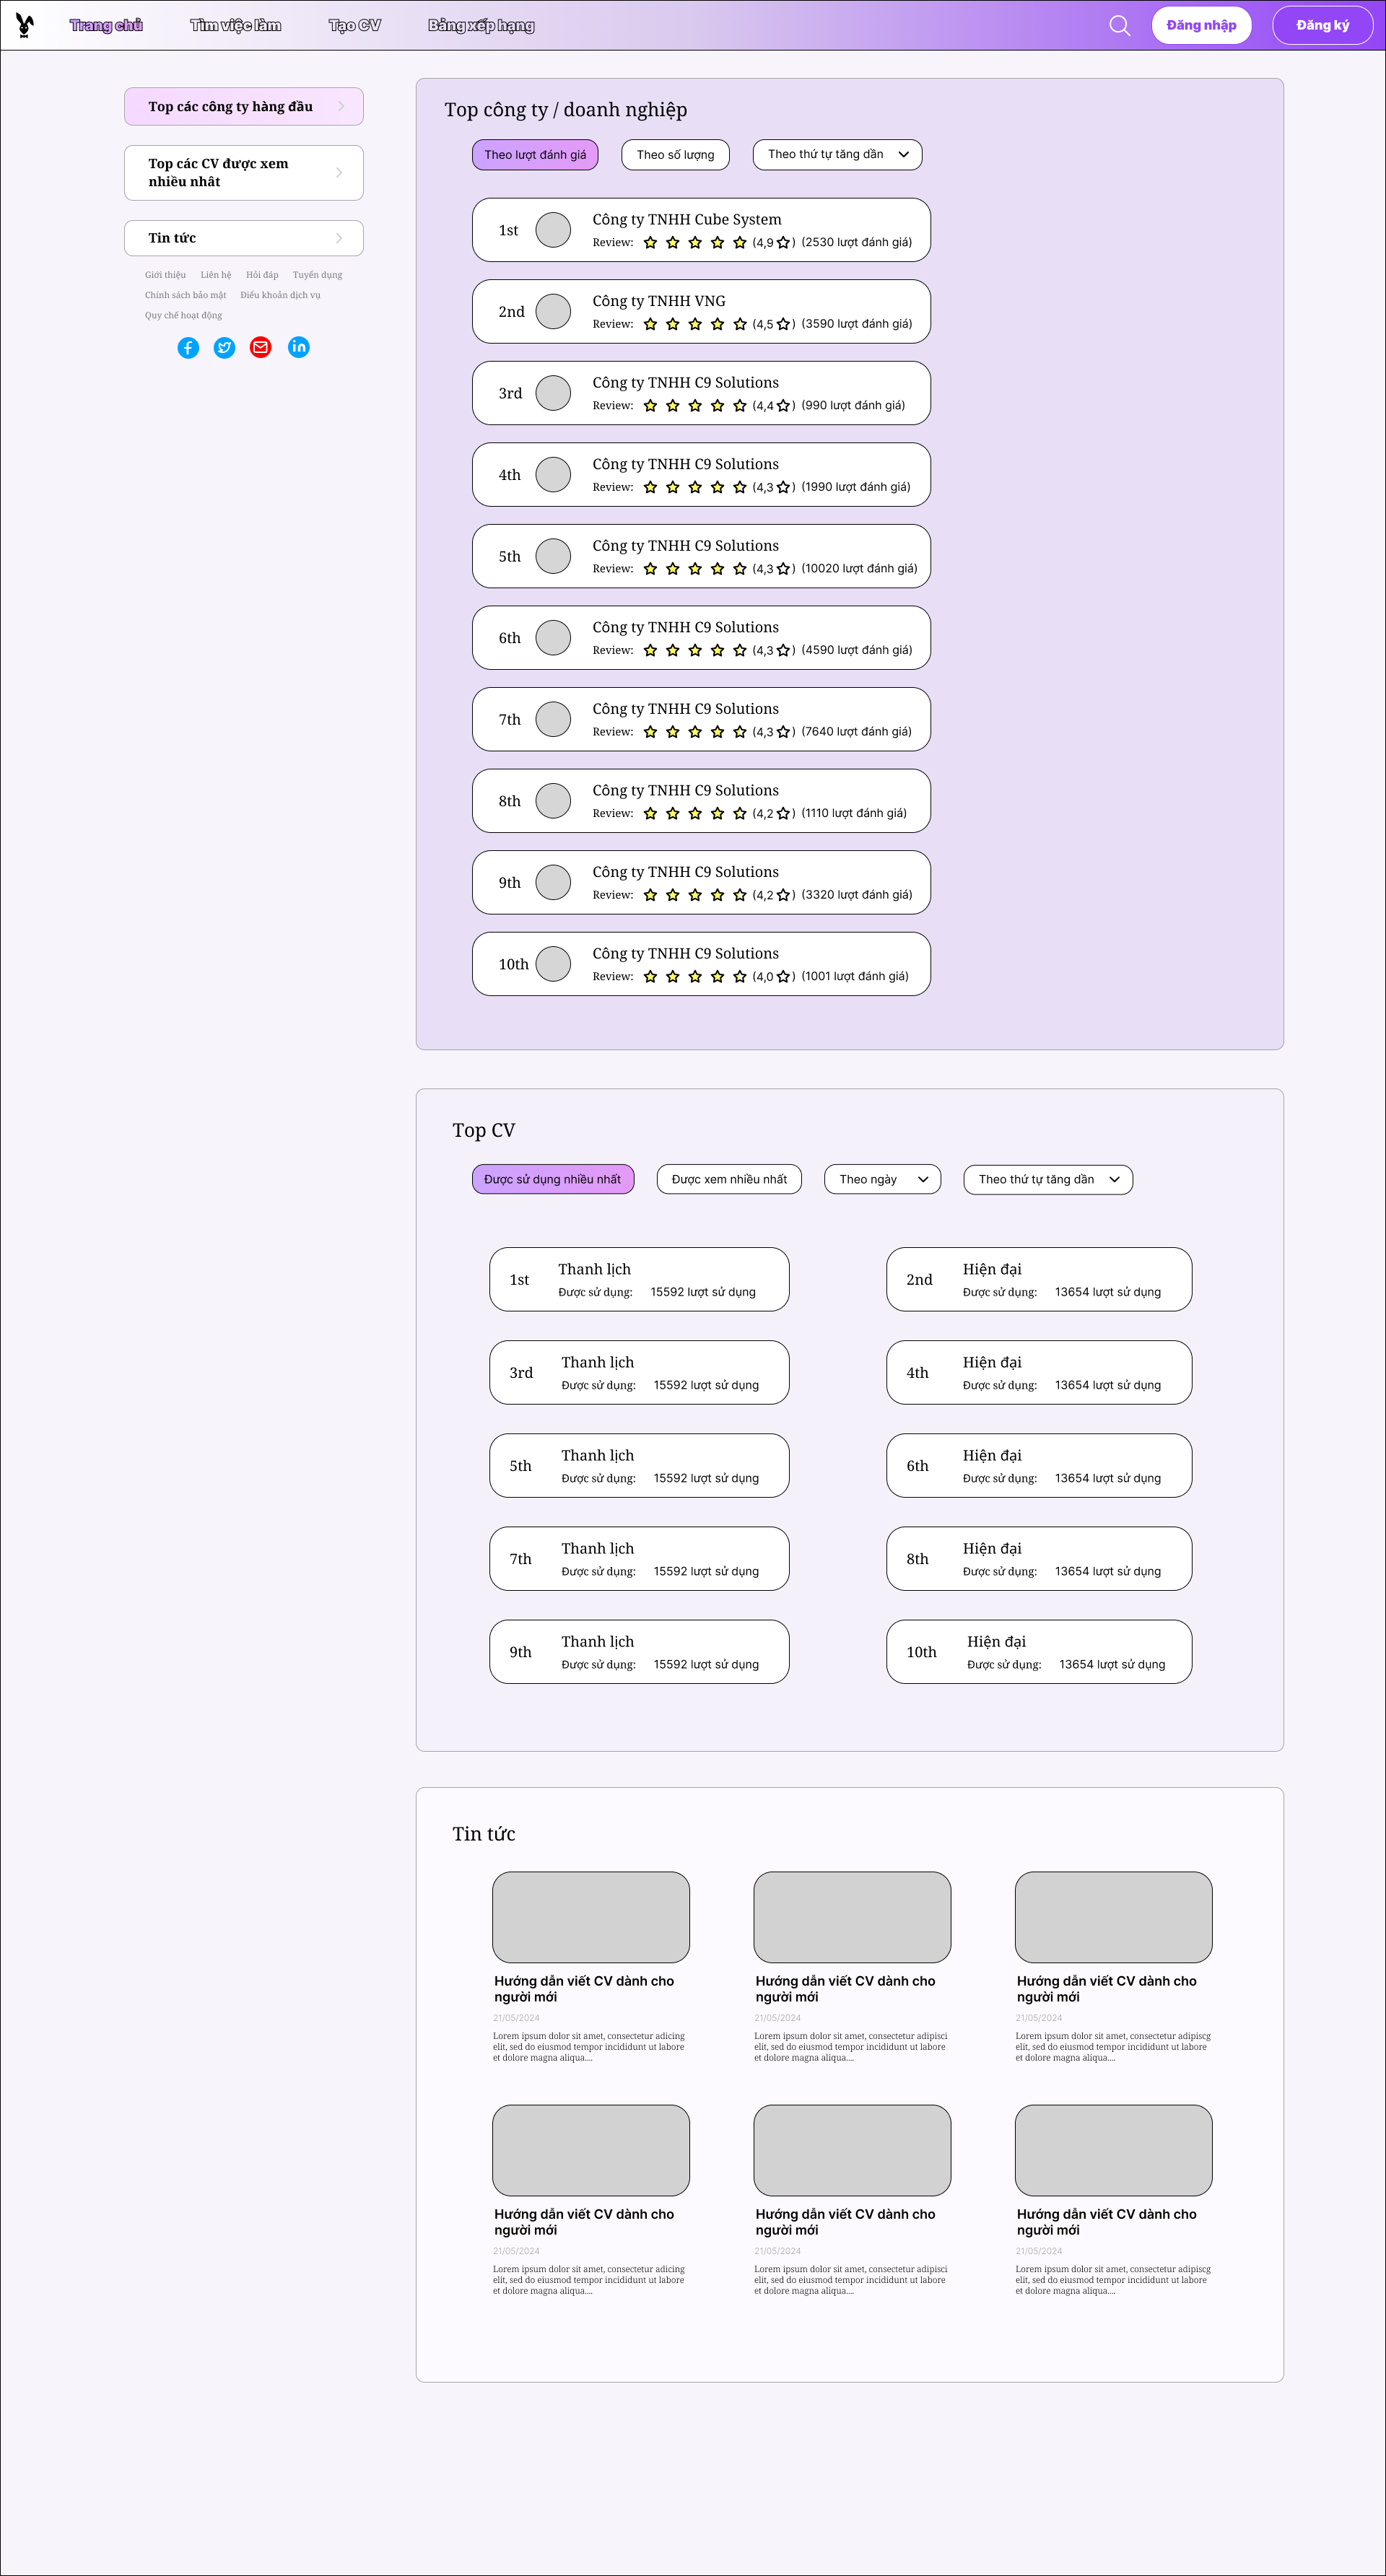 Trang chủ Tìm việc làm Tạo CV Bảng xếp hạng Đăng nhập Đăng ký
Top các công ty hàng đầu
Top các CV được xem
nhiều nhât
Tin tức
Giới thiệu Liên hệ Hỏi đáp Tuyển dụng
Chính sách bảo mật Điều khoản dịch vụ
Quy chế hoạt động
Top công ty / doanh nghiệp
Theo lượt đánh giá Theo số lượng Theo thứ tự tăng dần
1st Công ty TNHH Cube System
Review: (4,9 ) (2530 lượt đánh giá)
2nd Công ty TNHH VNG
Review: (4,5 ) (3590 lượt đánh giá)
3rd Công ty TNHH C9 Solutions
Review: (4,4 ) (990 lượt đánh giá)
4th Công ty TNHH C9 Solutions
Review: (4,3 ) (1990 lượt đánh giá)
5th Công ty TNHH C9 Solutions
Review: (4,3 ) (10020 lượt đánh giá)
6th Công ty TNHH C9 Solutions
Review: (4,3 ) (4590 lượt đánh giá)
7th Công ty TNHH C9 Solutions
Review: (4,3 ) (7640 lượt đánh giá)
8th Công ty TNHH C9 Solutions
Review: (4,2 ) (1110 lượt đánh giá)
9th Công ty TNHH C9 Solutions
Review: (4,2 ) (3320 lượt đánh giá)
10th Công ty TNHH C9 Solutions
Review: (4,0 ) (1001 lượt đánh giá)
Top CV
Được sử dụng nhiều nhất Được xem nhiều nhất Theo ngày Theo thứ tự tăng dần
1st Thanh lịch
Được sử dụng: 15592 lượt sử dụng
2nd Hiện đại
Được sử dụng: 13654 lượt sử dụng
3rd Thanh lịch
Được sử dụng: 15592 lượt sử dụng
4th Hiện đại
Được sử dụng: 13654 lượt sử dụng
5th Thanh lịch
Được sử dụng: 15592 lượt sử dụng
6th Hiện đại
Được sử dụng: 13654 lượt sử dụng
7th Thanh lịch
Được sử dụng: 15592 lượt sử dụng
8th Hiện đại
Được sử dụng: 13654 lượt sử dụng
9th Thanh lịch
Được sử dụng: 15592 lượt sử dụng
10th Hiện đại
Được sử dụng: 13654 lượt sử dụng
Tin tức
Hướng dẫn viết CV dành cho
người mới
21/05/2024
Lorem ipsum dolor sit amet, consectetur adicing
elit, sed do eiusmod tempor incididunt ut labore
et dolore magna aliqua....
Hướng dẫn viết CV dành cho
người mới
21/05/2024
Lorem ipsum dolor sit amet, consectetur adipisci
elit, sed do eiusmod tempor incididunt ut labore
et dolore magna aliqua....
Hướng dẫn viết CV dành cho
người mới
21/05/2024
Lorem ipsum dolor sit amet, consectetur adipiscg
elit, sed do eiusmod tempor incididunt ut labore
et dolore magna aliqua....
Hướng dẫn viết CV dành cho
người mới
21/05/2024
Lorem ipsum dolor sit amet, consectetur adicing
elit, sed do eiusmod tempor incididunt ut labore
et dolore magna aliqua....
Hướng dẫn viết CV dành cho
người mới
21/05/2024
Lorem ipsum dolor sit amet, consectetur adipisci
elit, sed do eiusmod tempor incididunt ut labore
et dolore magna aliqua....
Hướng dẫn viết CV dành cho
người mới
21/05/2024
Lorem ipsum dolor sit amet, consectetur adipiscg
elit, sed do eiusmod tempor incididunt ut labore
et dolore magna aliqua....